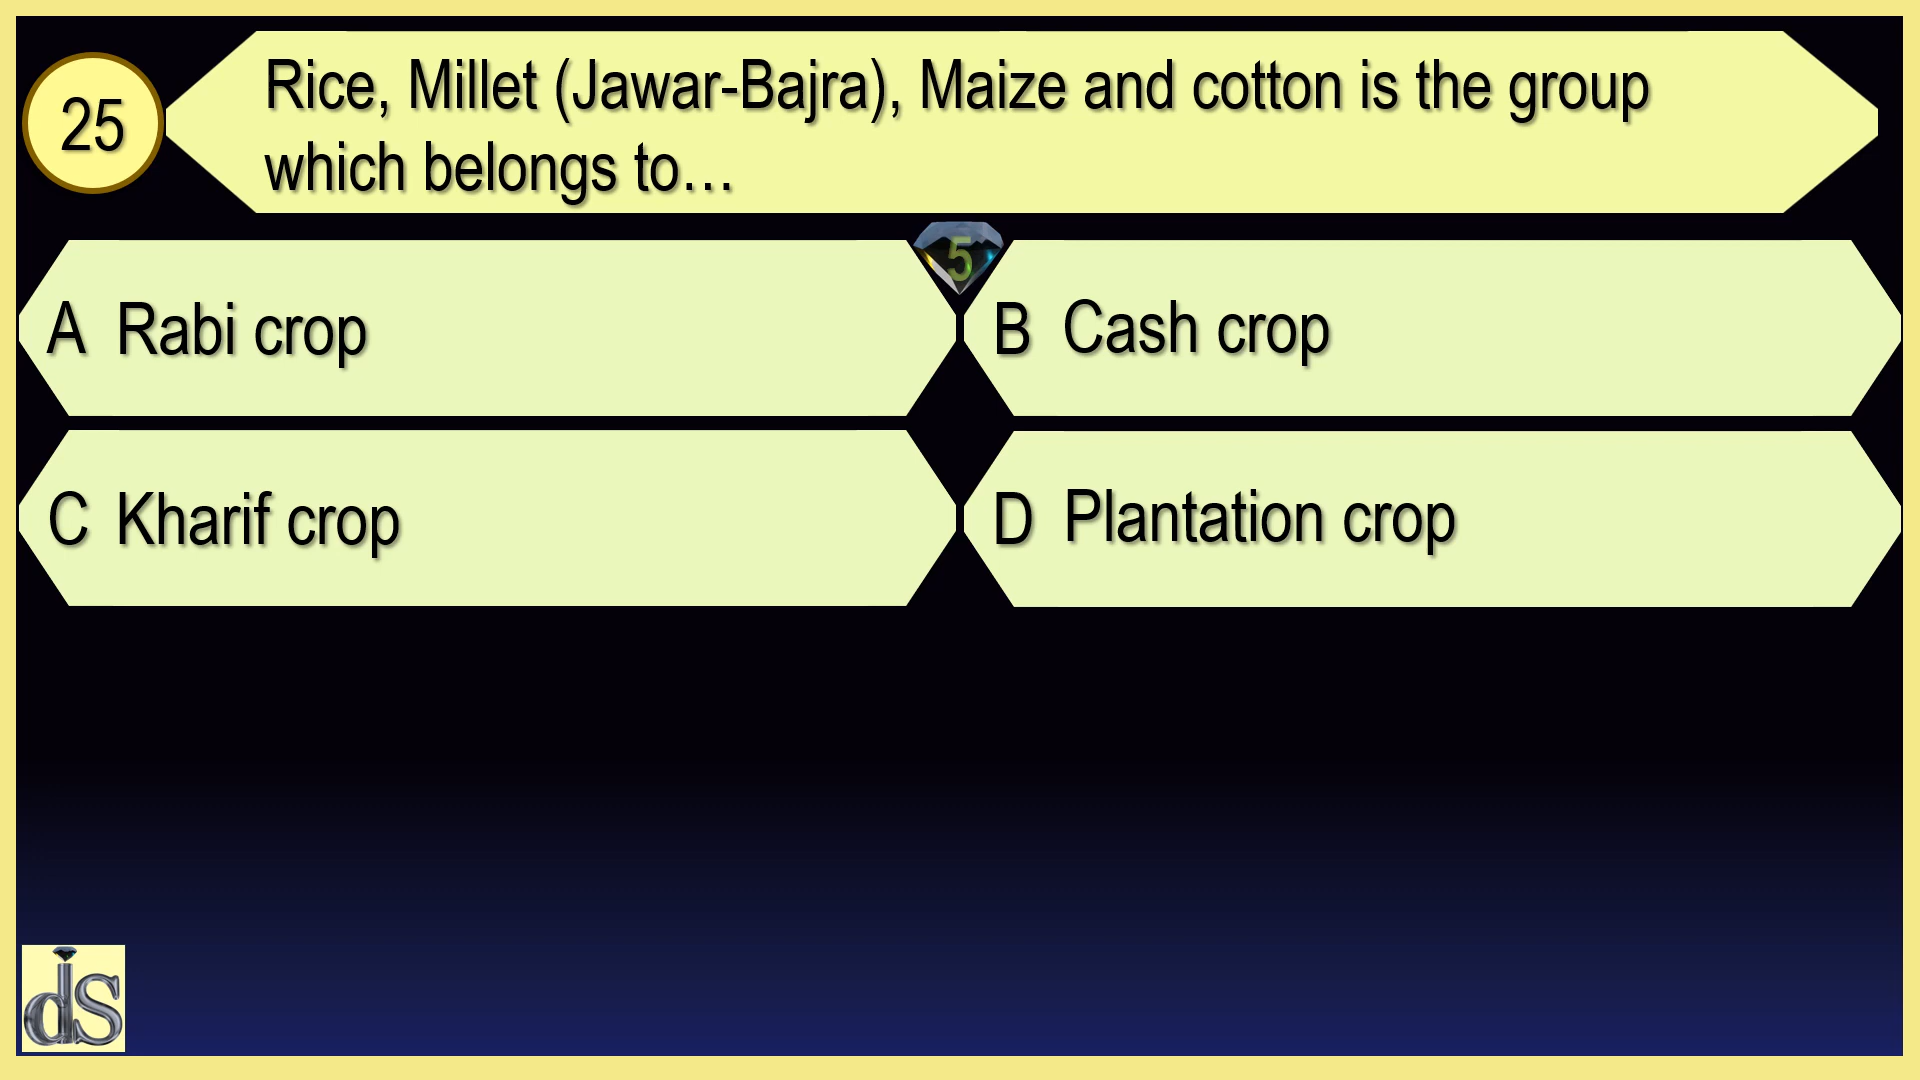 25
Rice, Millet (Jawar-Bajra), Maize and cotton is the group
which belongs to…
5
A Rabi crop
B Cash crop
C Kharif crop
D Plantation crop
ds